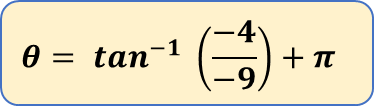 θ = tan⁻¹ (−4/−9) + π